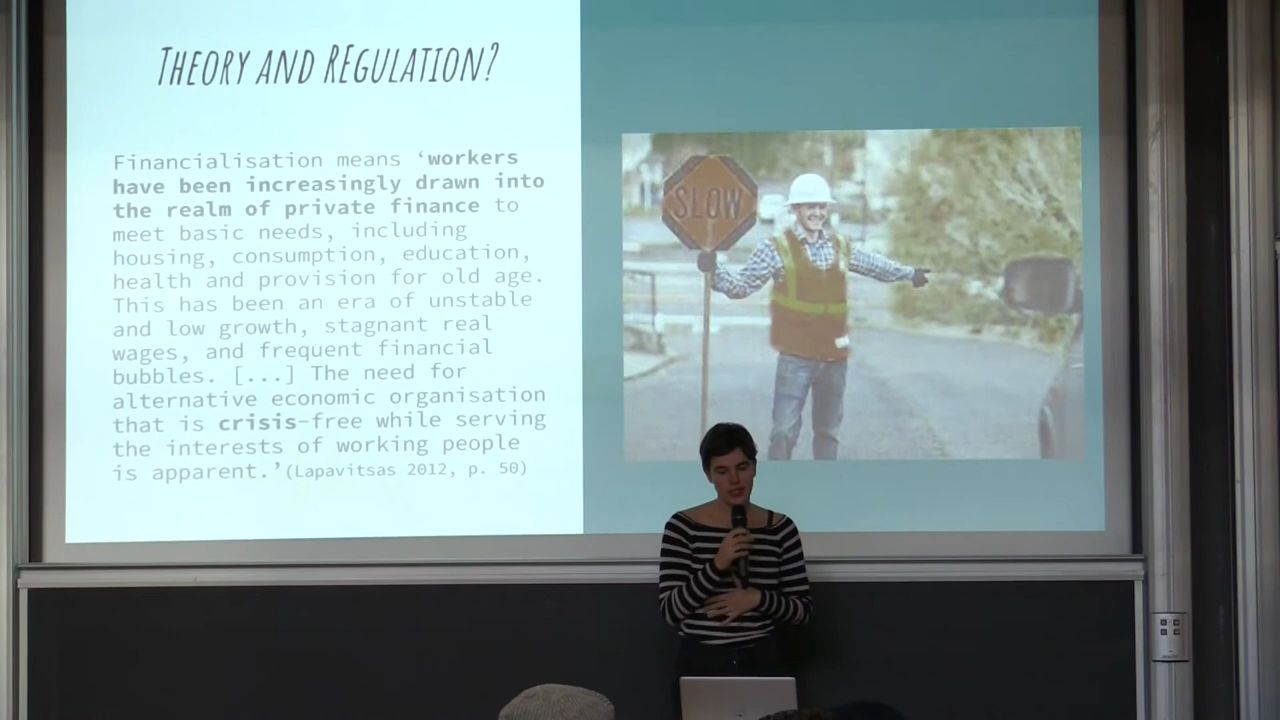 THEORY AND REGULATION?
Financialisation means ‘workers
have been increasingly drawn into
the realm of private finance to
meet basic needs, including
housing, consumption, education,
health and provision for old age.
This has been an era of unstable
and low growth, stagnant real
wages, and frequent financial
bubbles. [...] The need for
alternative economic organisation
that is crisis-free while serving
the interests of working people
is apparent.’(Lapavitsas 2012, p. 50)
SLOW